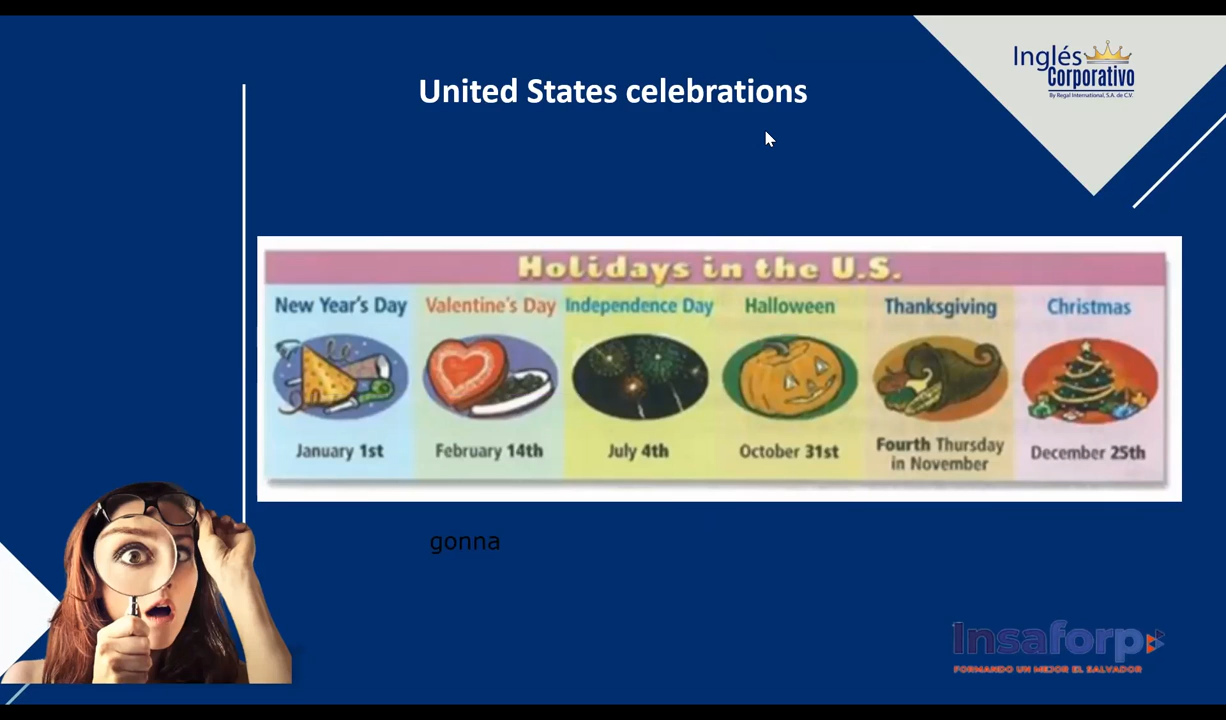 United States celebrations
Inglés
Corporativo
By Regal International, S.A. de C.V.
Holidays in the U.S.
New Year's Day
Valentine's Day
Independence Day
Halloween
Thanksgiving
Christmas
January 1st
February 14th
July 4th
October 31st
Fourth Thursday
in November
December 25th
gonna
Insaforp
FORMANDO UN MEJOR EL SALVADOR